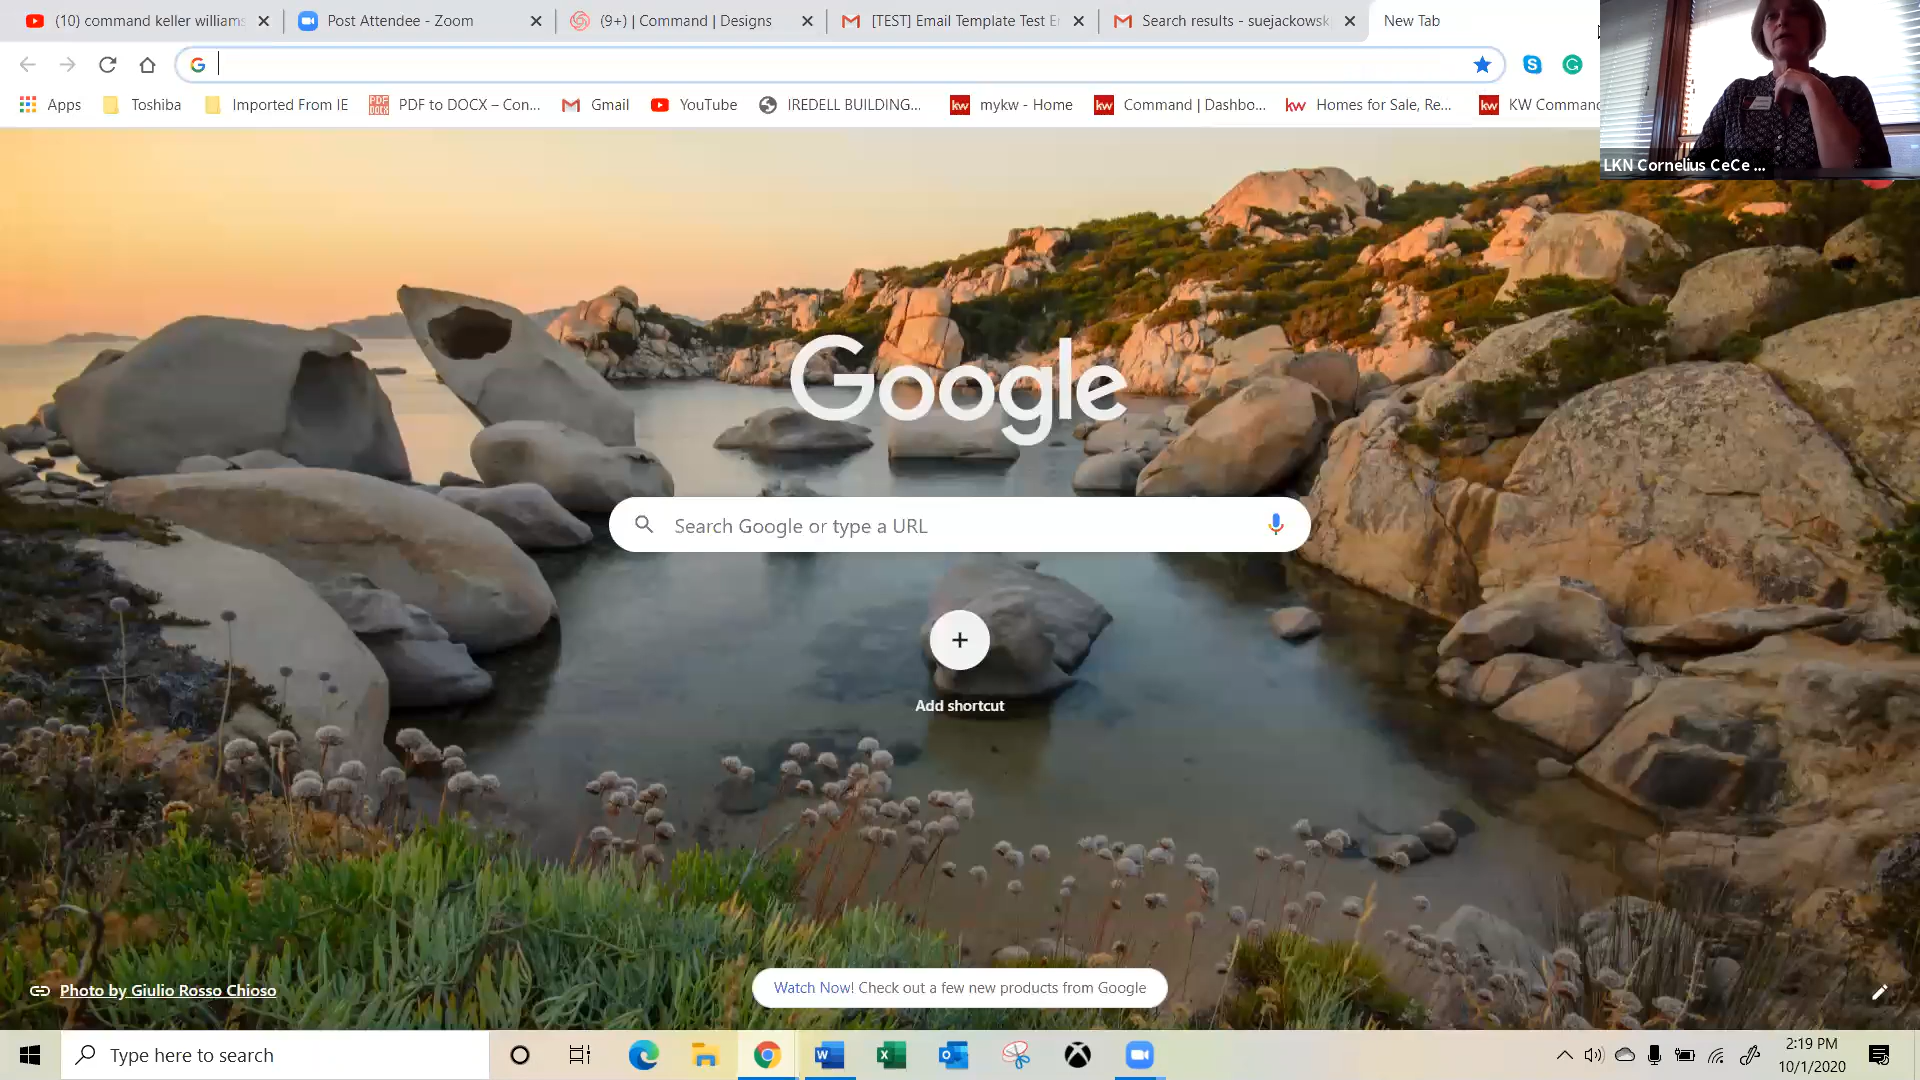 (10) command keller williams
Post Attendee - Zoom
(9+) | Command | Designs
[TEST] Email Template Test E
Search results - suejackowsk
New Tab
Apps
Toshiba
Imported From IE
PDF to DOCX – Con...
Gmail
YouTube
IREDELL BUILDING...
mykw - Home
Command | Dashbo...
Homes for Sale, Re...
KW Command
LKN Cornelius CeCe ...
Google
Search Google or type a URL
Add shortcut
Photo by Giulio Rosso Chioso
Watch Now! Check out a few new products from Google
Type here to search
2:19 PM
10/1/2020